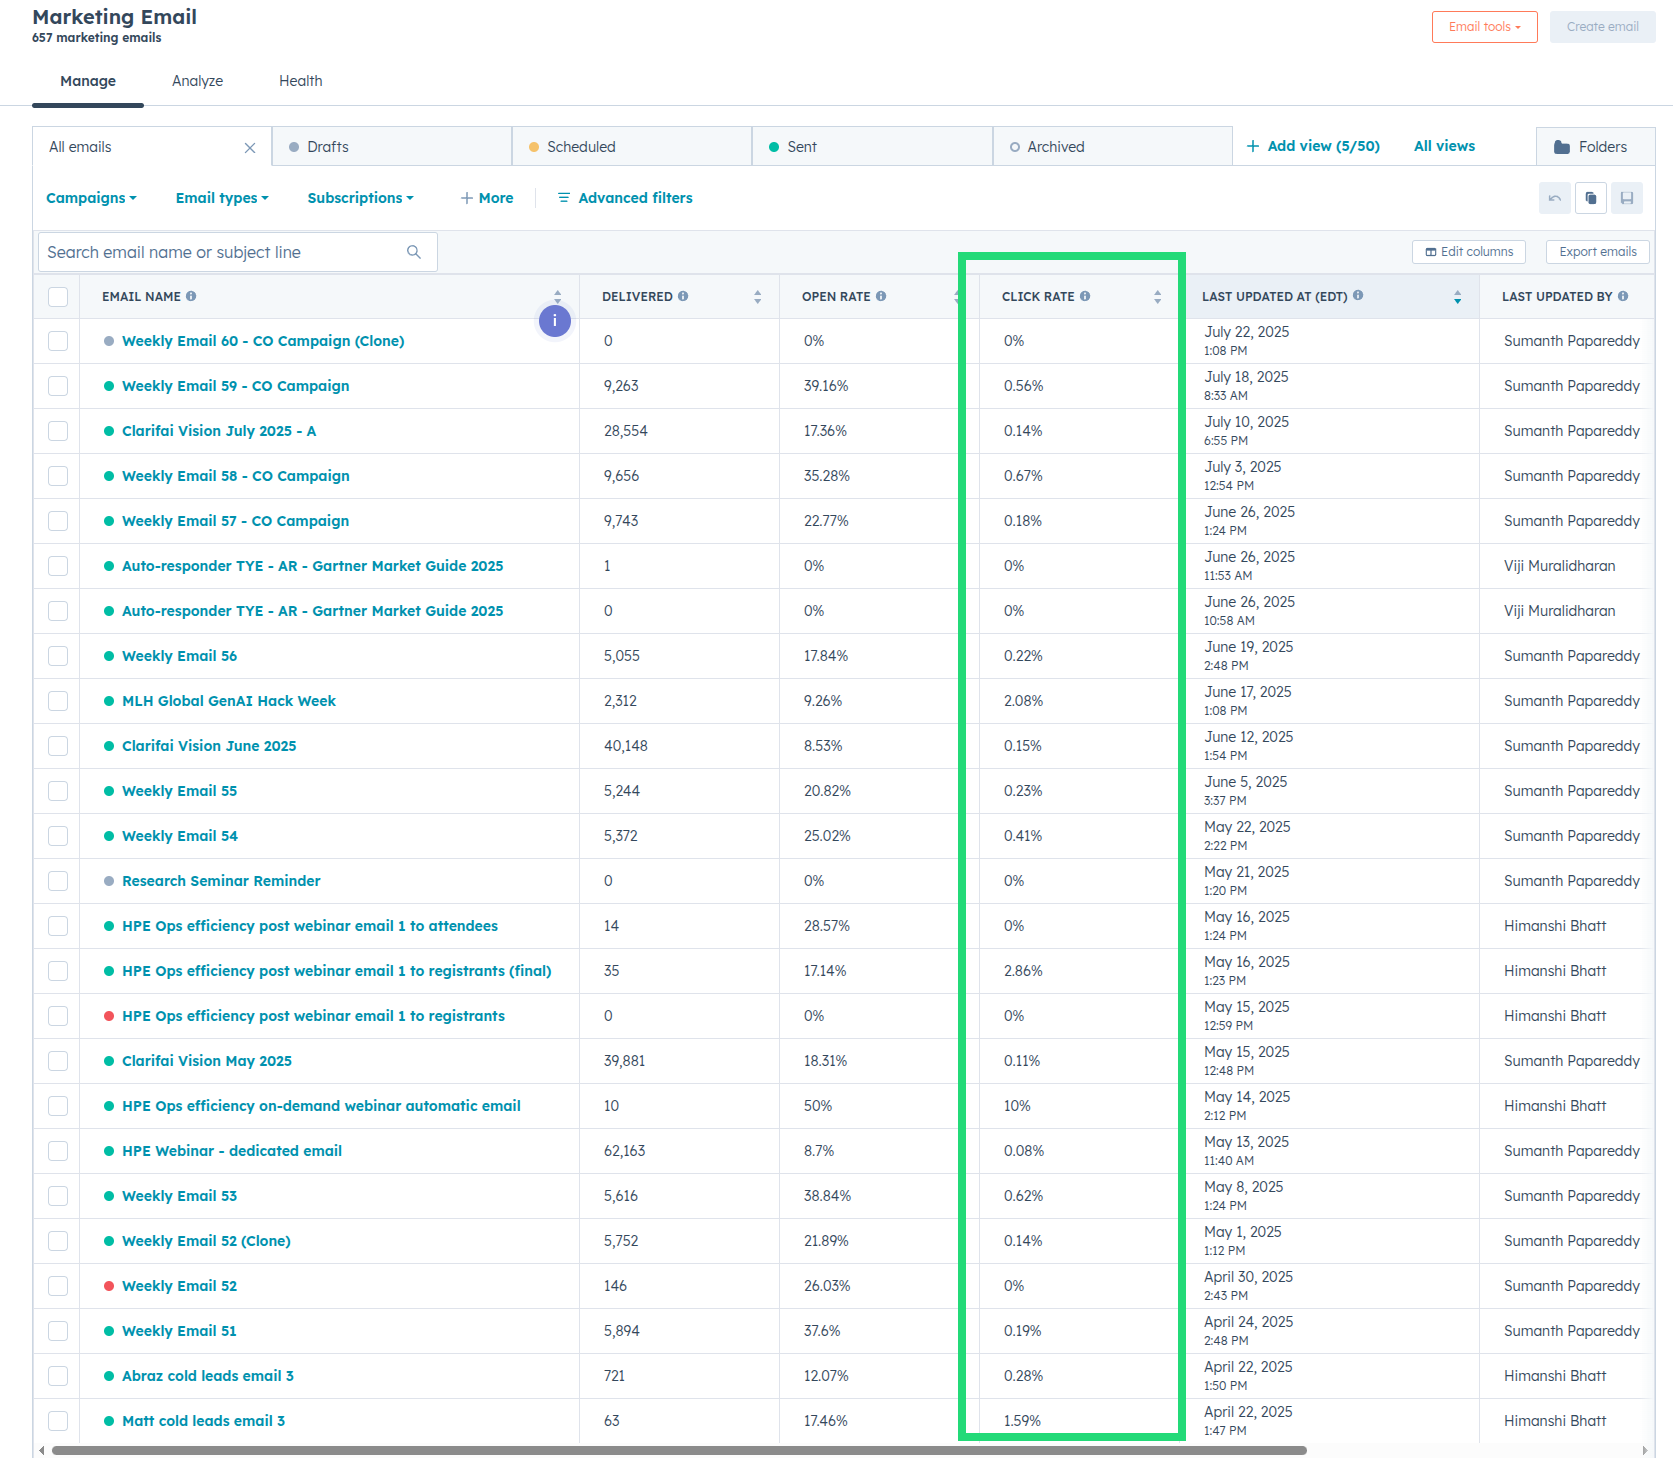 Marketing Email
657 marketing emails
Email tools
Create email
Manage Analyze Health
All emails Drafts Scheduled Sent Archived + Add view (5/50) All views Folders
Campaigns Email types Subscriptions + More Advanced filters
Search email name or subject line
Edit columns Export emails
EMAIL NAME DELIVERED OPEN RATE CLICK RATE LAST UPDATED AT (EDT) LAST UPDATED BY
i
Weekly Email 60 - CO Campaign (Clone) 0 0% 0% July 22, 2025 1:08 PM Sumanth Papareddy
Weekly Email 59 - CO Campaign 9,263 39.16% 0.56% July 18, 2025 8:33 AM Sumanth Papareddy
Clarifai Vision July 2025 - A 28,554 17.36% 0.14% July 10, 2025 6:55 PM Sumanth Papareddy
Weekly Email 58 - CO Campaign 9,656 35.28% 0.67% July 3, 2025 12:54 PM Sumanth Papareddy
Weekly Email 57 - CO Campaign 9,743 22.77% 0.18% June 26, 2025 1:24 PM Sumanth Papareddy
Auto-responder TYE - AR - Gartner Market Guide 2025 1 0% 0% June 26, 2025 11:53 AM Viji Muralidharan
Auto-responder TYE - AR - Gartner Market Guide 2025 0 0% 0% June 26, 2025 10:58 AM Viji Muralidharan
Weekly Email 56 5,055 17.84% 0.22% June 19, 2025 2:48 PM Sumanth Papareddy
MLH Global GenAI Hack Week 2,312 9.26% 2.08% June 17, 2025 1:08 PM Sumanth Papareddy
Clarifai Vision June 2025 40,148 8.53% 0.15% June 12, 2025 1:54 PM Sumanth Papareddy
Weekly Email 55 5,244 20.82% 0.23% June 5, 2025 3:37 PM Sumanth Papareddy
Weekly Email 54 5,372 25.02% 0.41% May 22, 2025 2:22 PM Sumanth Papareddy
Research Seminar Reminder 0 0% 0% May 21, 2025 1:20 PM Sumanth Papareddy
HPE Ops efficiency post webinar email 1 to attendees 14 28.57% 0% May 16, 2025 1:24 PM Himanshi Bhatt
HPE Ops efficiency post webinar email 1 to registrants (final) 35 17.14% 2.86% May 16, 2025 1:23 PM Himanshi Bhatt
HPE Ops efficiency post webinar email 1 to registrants 0 0% 0% May 15, 2025 12:59 PM Himanshi Bhatt
Clarifai Vision May 2025 39,881 18.31% 0.11% May 15, 2025 12:48 PM Sumanth Papareddy
HPE Ops efficiency on-demand webinar automatic email 10 50% 10% May 14, 2025 2:12 PM Himanshi Bhatt
HPE Webinar - dedicated email 62,163 8.7% 0.08% May 13, 2025 11:40 AM Sumanth Papareddy
Weekly Email 53 5,616 38.84% 0.62% May 8, 2025 1:24 PM Sumanth Papareddy
Weekly Email 52 (Clone) 5,752 21.89% 0.14% May 1, 2025 1:12 PM Sumanth Papareddy
Weekly Email 52 146 26.03% 0% April 30, 2025 2:43 PM Sumanth Papareddy
Weekly Email 51 5,894 37.6% 0.19% April 24, 2025 2:48 PM Sumanth Papareddy
Abraz cold leads email 3 721 12.07% 0.28% April 22, 2025 1:50 PM Himanshi Bhatt
Matt cold leads email 3 63 17.46% 1.59% April 22, 2025 1:47 PM Himanshi Bhatt